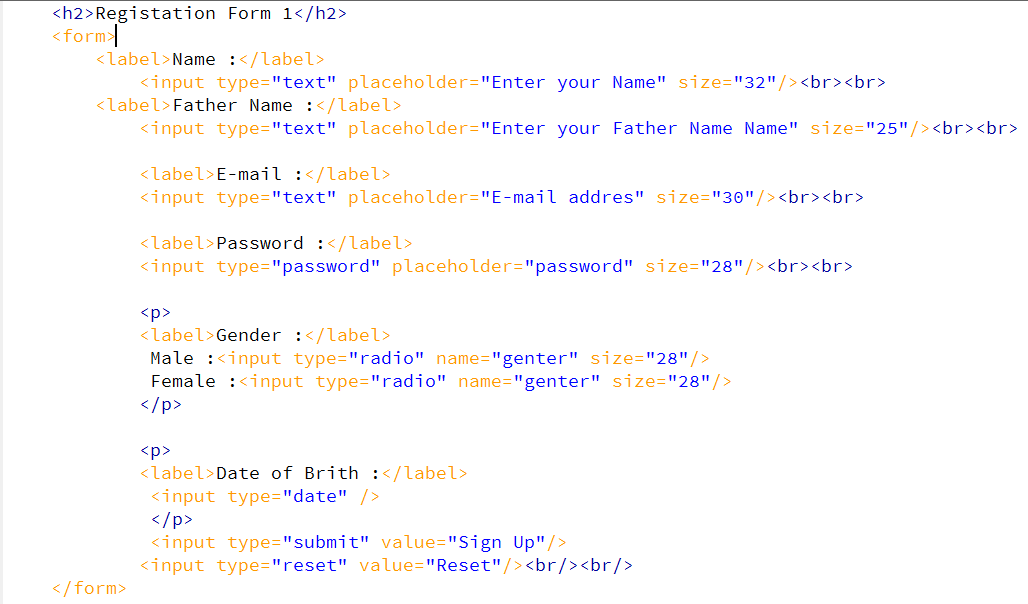 <h2>Registation Form 1</h2>
<form>
<label>Name :</label>
<input type="text" placeholder="Enter your Name" size="32"/><br><br>
<label>Father Name :</label>
<input type="text" placeholder="Enter your Father Name Name" size="25"/><br><br>
<label>E-mail :</label>
<input type="text" placeholder="E-mail addres" size="30"/><br><br>
<label>Password :</label>
<input type="password" placeholder="password" size="28"/><br><br>
<p>
<label>Gender :</label>
Male :<input type="radio" name="genter" size="28"/>
Female :<input type="radio" name="genter" size="28"/>
</p>
<p>
<label>Date of Brith :</label>
<input type="date" />
</p>
<input type="submit" value="Sign Up"/>
<input type="reset" value="Reset"/><br/><br/>
</form>